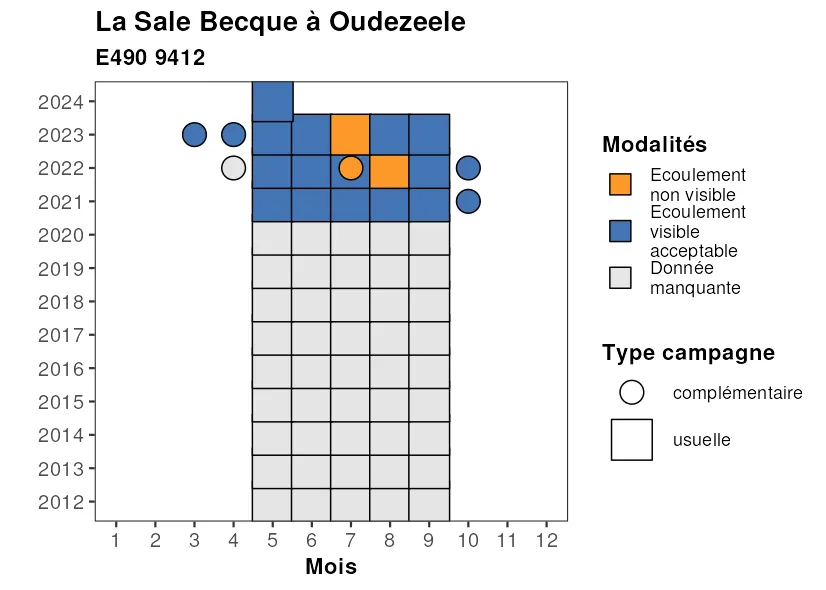 La Sale Becque à Oudezeele
E490 9412
2024
2023
2022
2021
2020
2019
2018
2017
2016
2015
2014
2013
2012
1 2 3 4 5 6 7 8 9 10 11 12
Mois
Modalités
Ecoulement
non visible
Ecoulement
visible
acceptable
Donnée
manquante
Type campagne
complémentaire
usuelle